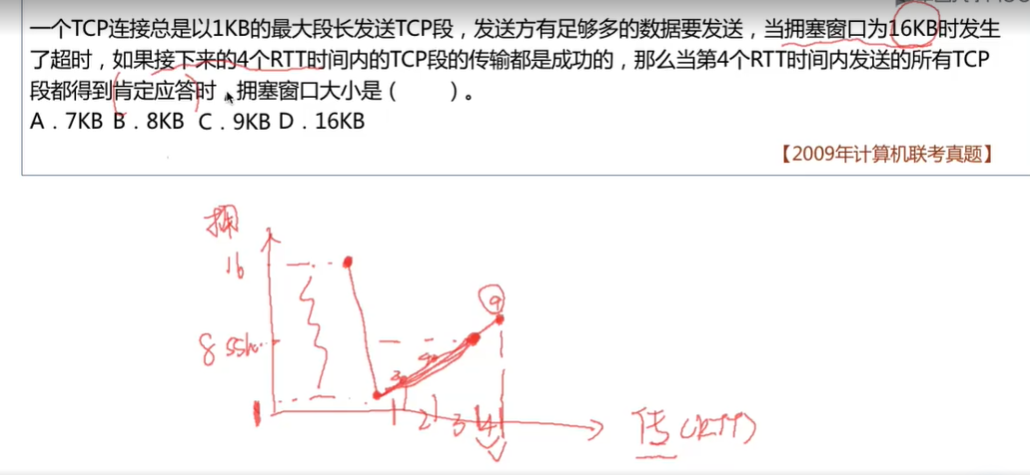 一个TCP连接总是以1KB的最大段长发送TCP段，发送方有足够多的数据要发送，当拥塞窗口为16KB时发生
了超时，如果接下来的4个RTT时间内的TCP段的传输都是成功的，那么当第4个RTT时间内发送的所有TCP
段都得到肯定应答时，拥塞窗口大小是（ ）。
A．7KB B．8KB C．9KB D．16KB
【2009年计算机联考真题】
拥
16
9
8 ssh
1
1 2 3 4
传(RTT)